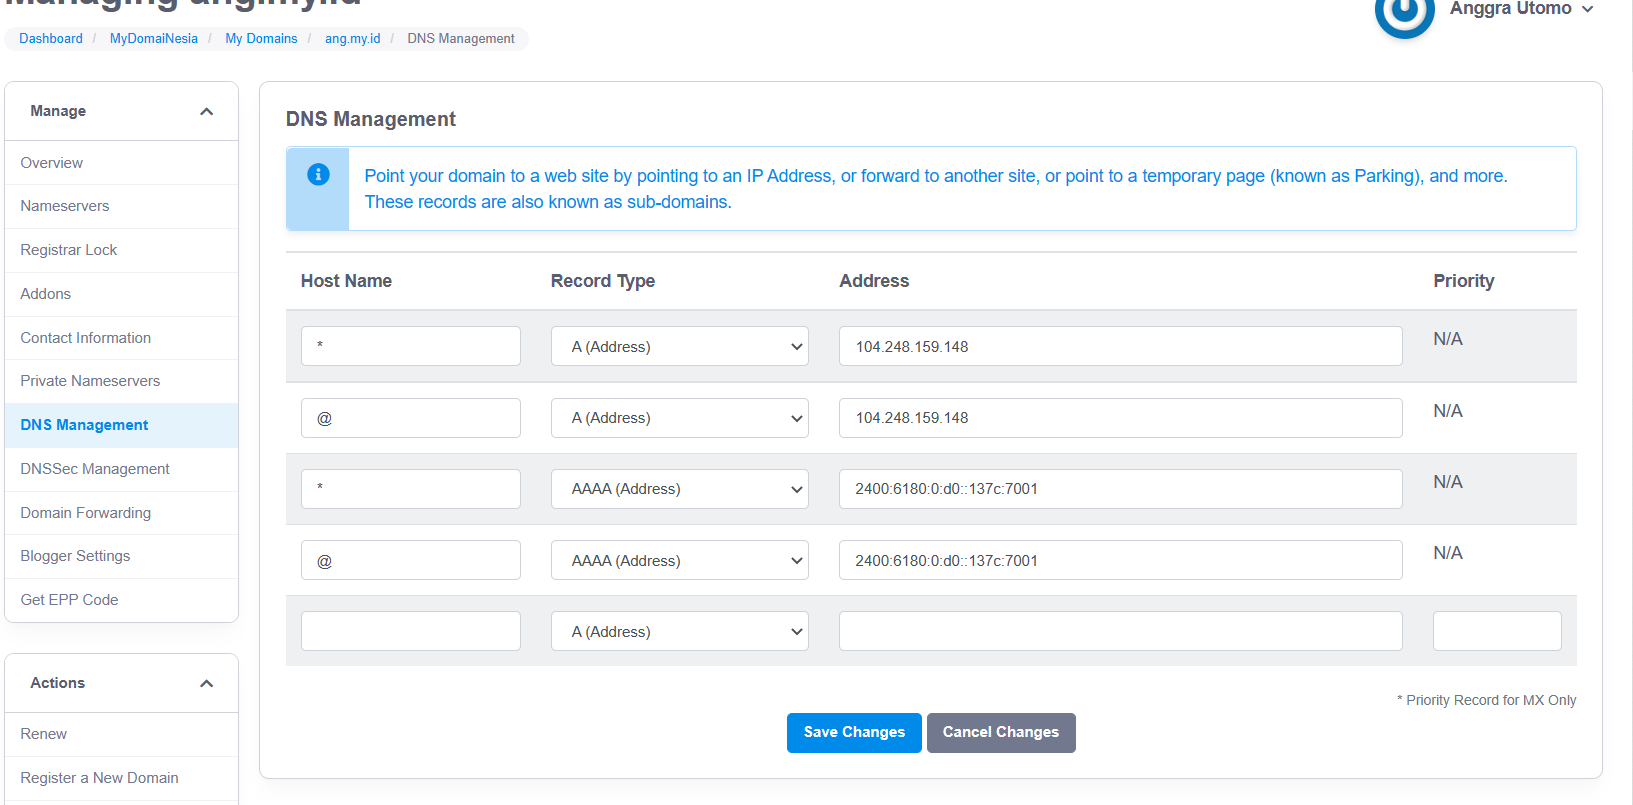 Managing ang.my.id
Anggra Utomo
Dashboard / MyDomaiNesia / My Domains / ang.my.id / DNS Management
Manage
Overview
Nameservers
Registrar Lock
Addons
Contact Information
Private Nameservers
DNS Management
DNSSec Management
Domain Forwarding
Blogger Settings
Get EPP Code
Actions
Renew
Register a New Domain
DNS Management
Point your domain to a web site by pointing to an IP Address, or forward to another site, or point to a temporary page (known as Parking), and more.
These records are also known as sub-domains.
Host Name Record Type Address Priority
* A (Address) 104.248.159.148 N/A
@ A (Address) 104.248.159.148 N/A
* AAAA (Address) 2400:6180:0:d0::137c:7001 N/A
@ AAAA (Address) 2400:6180:0:d0::137c:7001 N/A
A (Address)
* Priority Record for MX Only
Save Changes Cancel Changes